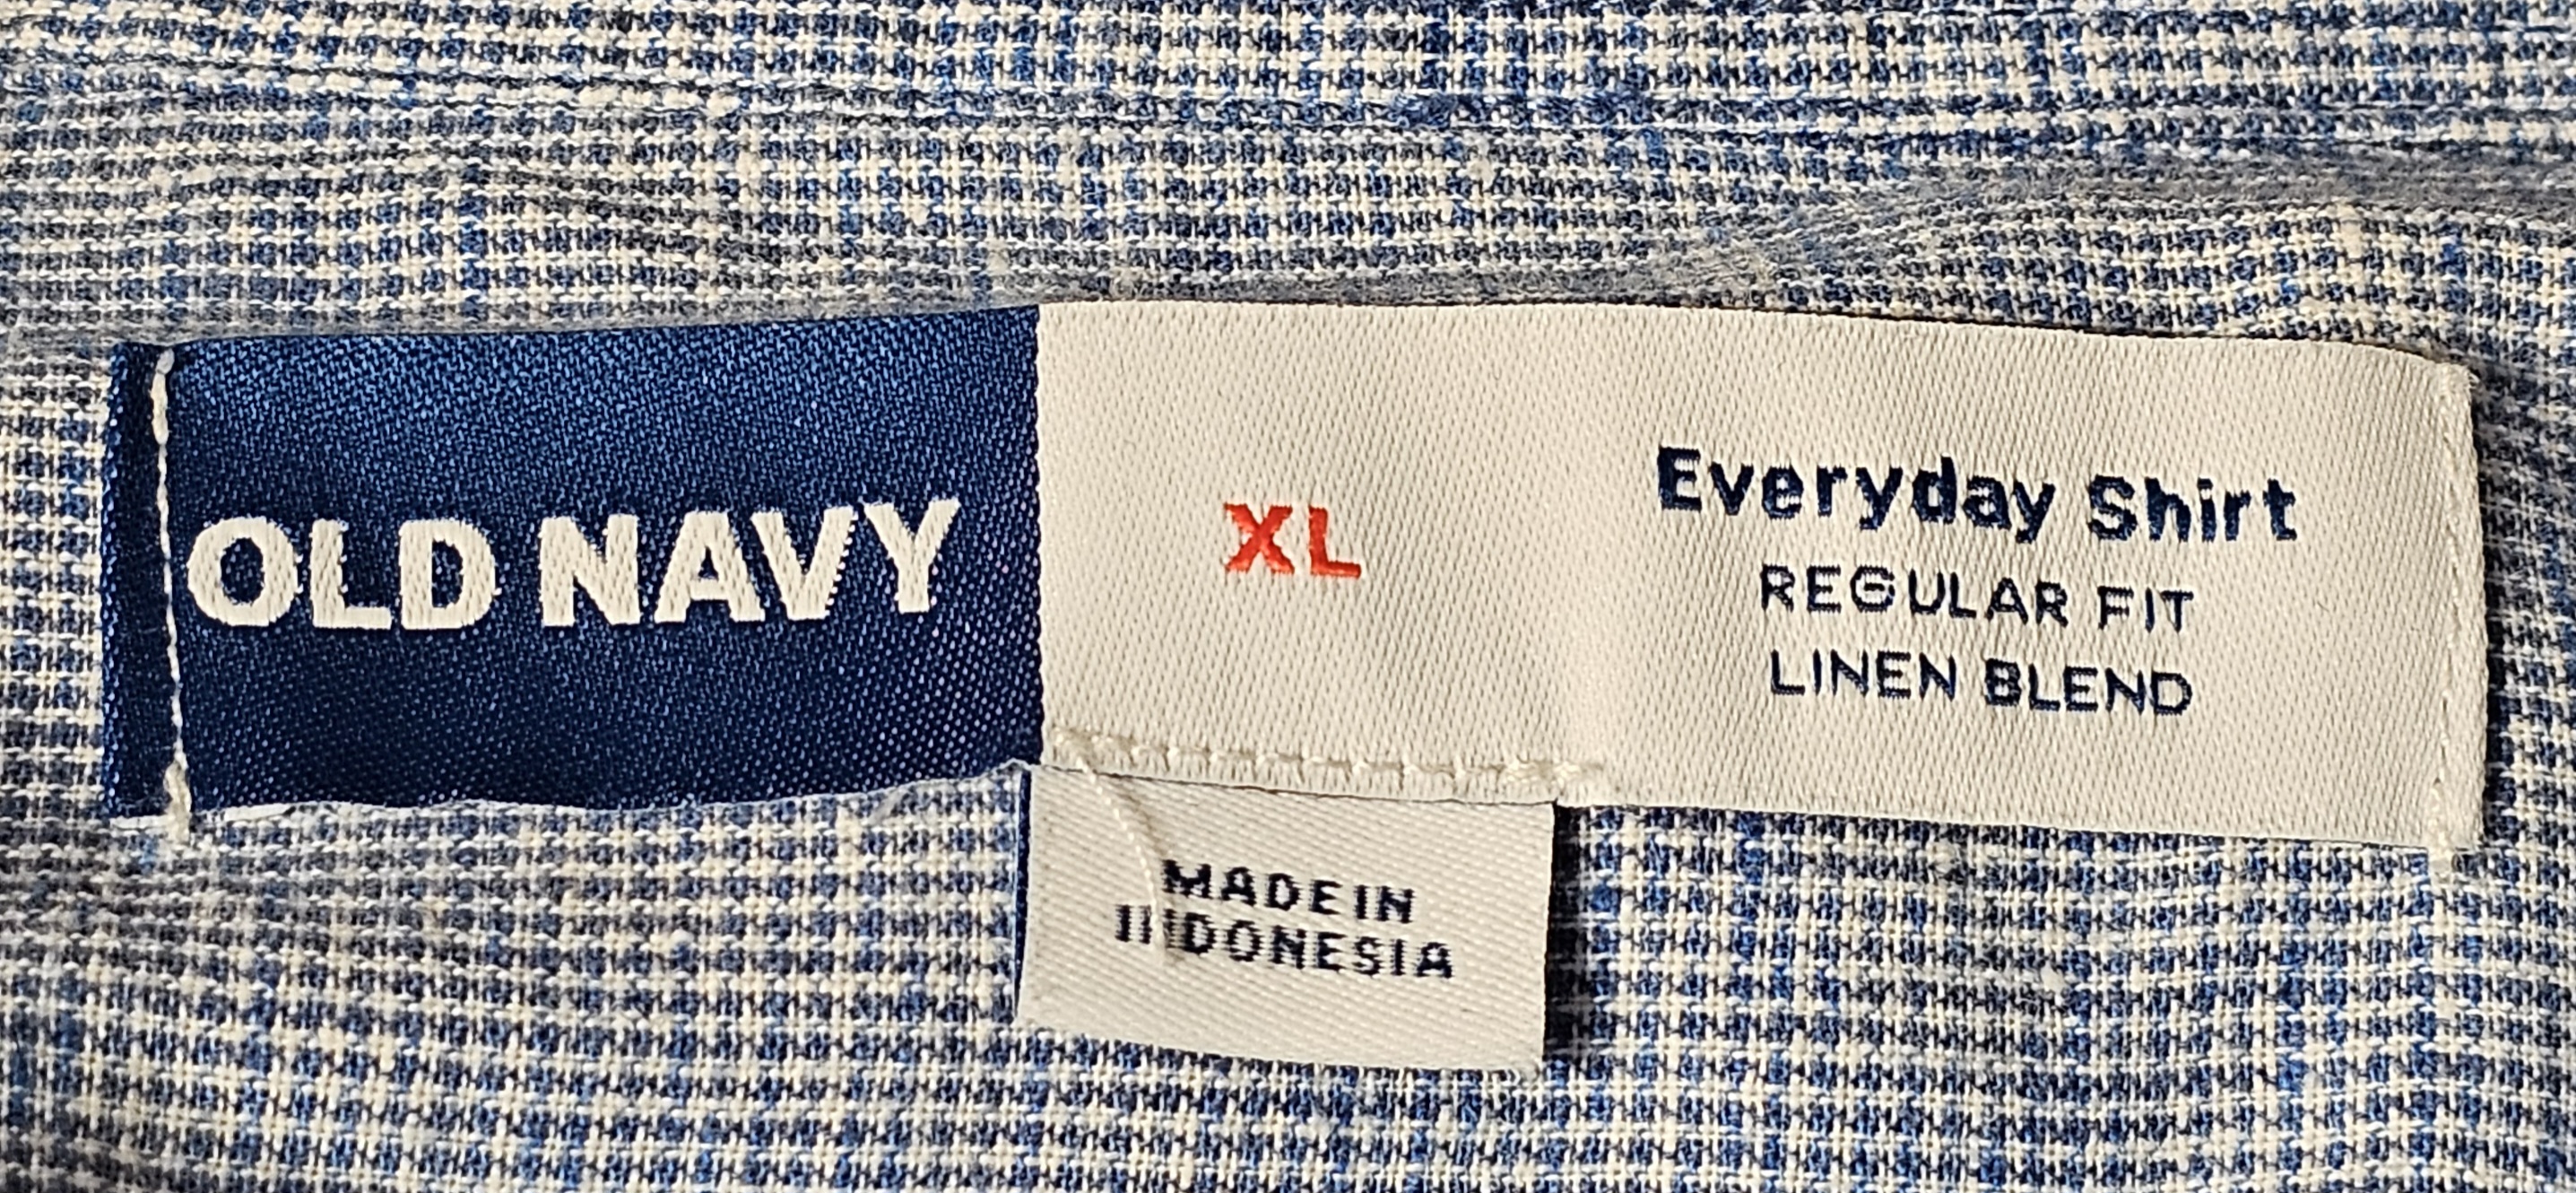 OLD NAVY
XL
Everyday Shirt
REGULAR FIT
LINEN BLEND
MADE IN
INDONESIA